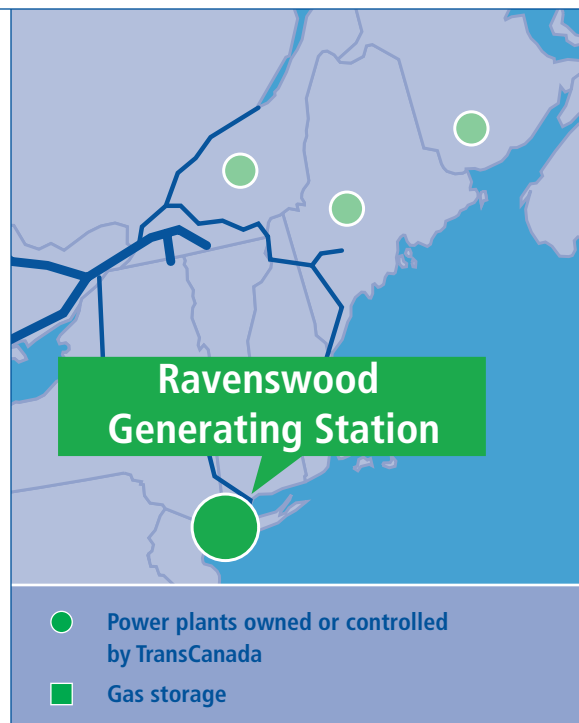 Ravenswood
Generating Station
Power plants owned or controlled
by TransCanada
Gas storage